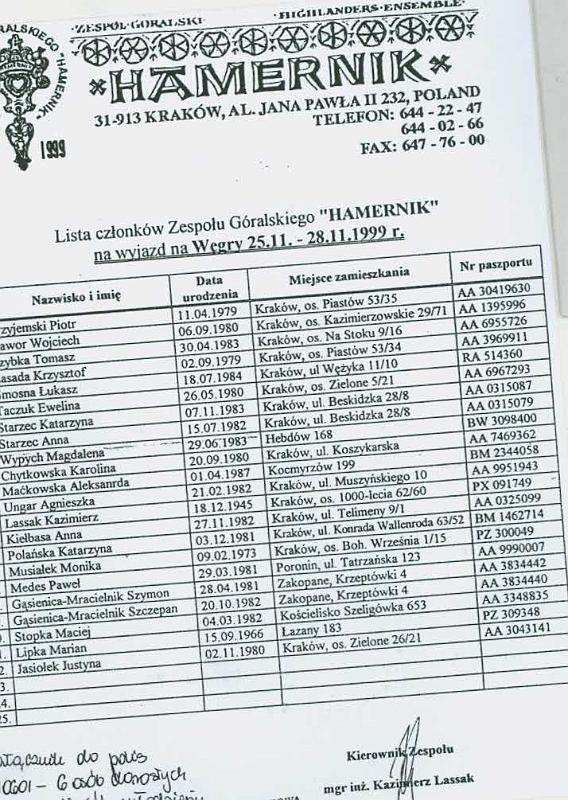 ZESPÓŁ GÓRALSKI · HIGHLANDERS ENSEMBLE
RALSKIEGO "HAMERNIK"
HAMERNIK
1999
31-913 KRAKÓW, AL. JANA PAWŁA II 232, POLAND
TELEFON: 644 - 22 - 47
644 - 02 - 66
FAX: 647 - 76 - 00
Lista członków Zespołu Góralskiego "HAMERNIK"
na wyjazd na Węgry 25.11. - 28.11.1999 r.
Nazwisko i imię Data urodzenia Miejsce zamieszkania Nr paszportu
zyjemski Piotr 11.04.1979 Kraków, os. Piastów 53/35 AA 30419630
awor Wojciech 06.09.1980 Kraków, os. Kazimierzowskie 29/71 AA 1395996
zybka Tomasz 30.04.1983 Kraków, os. Na Stoku 9/16 AA 6955726
asada Krzysztof 02.09.1979 Kraków, os. Piastów 53/34 AA 3969911
mosna Łukasz 18.07.1984 Kraków, ul Wężyka 11/10 RA 514360
Taczuk Ewelina 26.05.1980 Kraków, os. Zielone 5/21 AA 6967293
Starzec Katarzyna 07.11.1983 Kraków, ul. Beskidzka 28/8 AA 0315087
Starzec Anna 15.07.1982 Kraków, ul. Beskidzka 28/8 AA 0315079
Wypych Magdalena 29.06.1983 Hebdów 168 BW 3098400
Chytkowska Karolina 20.09.1980 Kraków, ul. Koszykarska AA 7469362
Maćkowska Aleksanrda 01.04.1987 Kocmyrzów 199 BM 2344058
Ungar Agnieszka 21.02.1982 Kraków, ul. Muszyńskiego 10 AA 9951943
Lassak Kazimierz 18.12.1945 Kraków, os. 1000-lecia 62/60 PX 091749
Kiełbasa Anna 27.11.1982 Kraków, ul. Telimeny 9/1 AA 0325099
Polańska Katarzyna 03.12.1981 Kraków, ul. Konrada Wallenroda 63/52 BM 1462714
Musiałek Monika 09.02.1973 Kraków, os. Boh. Września 1/15 PZ 300049
Medes Paweł 29.03.1981 Poronin, ul. Tatrzańska 123 AA 9990007
Gąsienica-Mracielnik Szymon 28.04.1981 Zakopane, Krzeptówki 4 AA 3834442
Gąsienica-Mracielnik Szczepan 20.10.1982 Zakopane, Krzeptówki 4 AA 3834440
Stopka Maciej 04.03.1982 Kościelisko Szeligówka 653 AA 3348835
Lipka Marian 15.09.1966 Łazany 183 PZ 309348
2. Jasiołek Justyna 02.11.1980 Kraków, os. Zielone 26/21 AA 3043141
3.
4.
25.
Kierownik Zespołu
mgr inż. Kazimierz Lassak
6 osób dorosłych